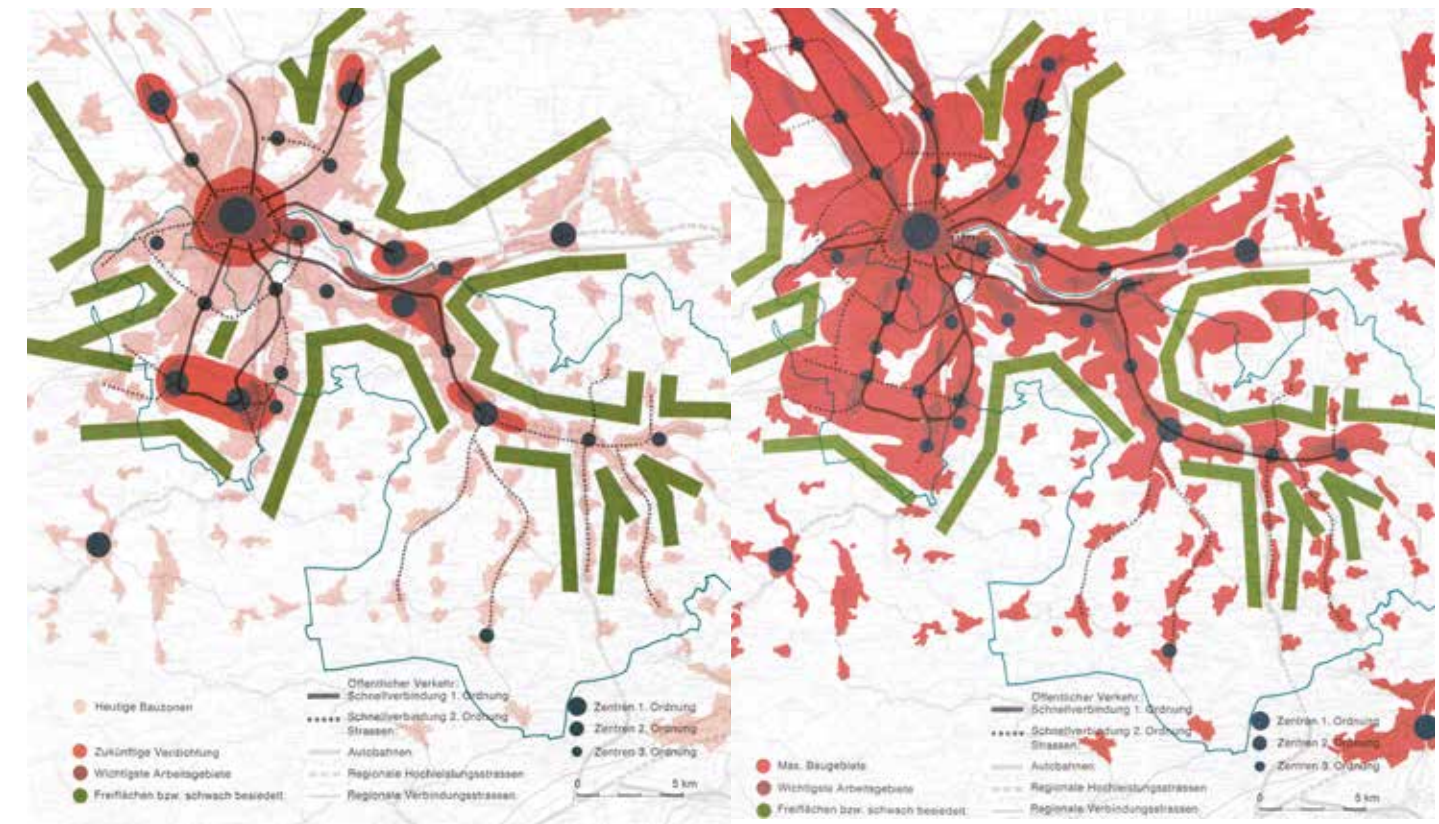 Heutige Bauzonen
Zukünftige Verdichtung
Wichtigste Arbeitsgebiete
Freiflächen bzw. schwach besiedelt
Öffentlicher Verkehr:
Schnellverbindung 1. Ordnung
Schnellverbindung 2. Ordnung
Strassen:
Autobahnen
Regionale Hochleistungsstrassen
Regionale Verbindungsstrassen
Zentren 1. Ordnung
Zentren 2. Ordnung
Zentren 3. Ordnung
0 5 km
Max. Baugebiete
Wichtigste Arbeitsgebiete
Freiflächen bzw. schwach besiedelt
Öffentlicher Verkehr:
Schnellverbindung 1. Ordnung
Schnellverbindung 2. Ordnung
Strassen:
Autobahnen
Regionale Hochleistungsstrassen
Regionale Verbindungsstrassen
Zentren 1. Ordnung
Zentren 2. Ordnung
Zentren 3. Ordnung
0 5 km